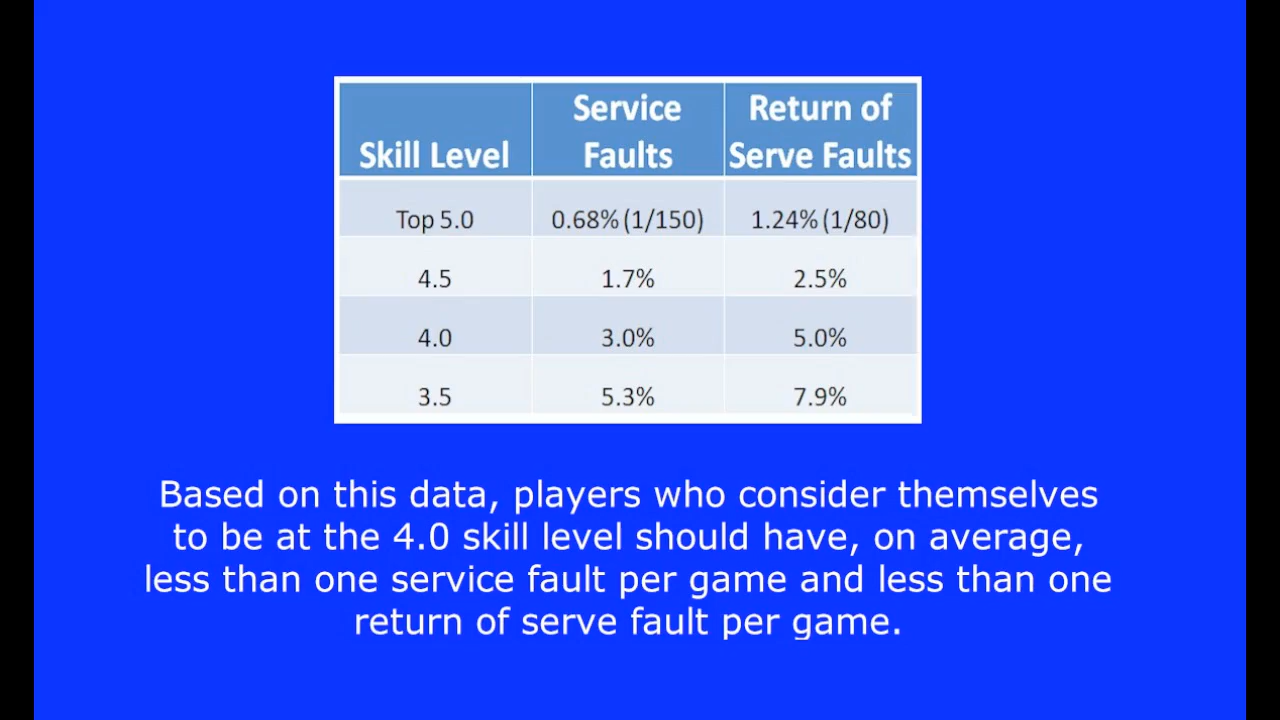 Skill Level Service Faults Return of Serve Faults
Top 5.0 0.68% (1/150) 1.24% (1/80)
4.5 1.7% 2.5%
4.0 3.0% 5.0%
3.5 5.3% 7.9%
Based on this data, players who consider themselves
to be at the 4.0 skill level should have, on average,
less than one service fault per game and less than one
return of serve fault per game.